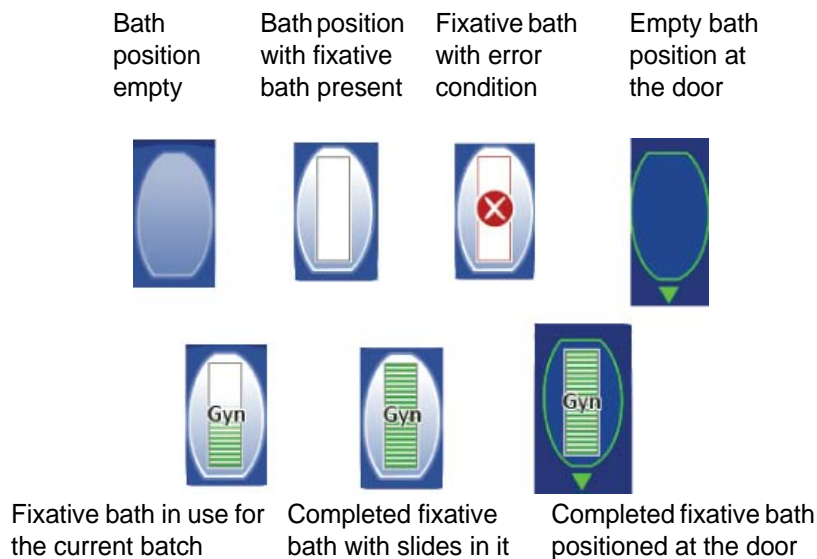 Bath position empty
Bath position with fixative bath present
Fixative bath with error condition
Empty bath position at the door
Gyn
Gyn
Gyn
Fixative bath in use for the current batch
Completed fixative bath with slides in it
Completed fixative bath positioned at the door